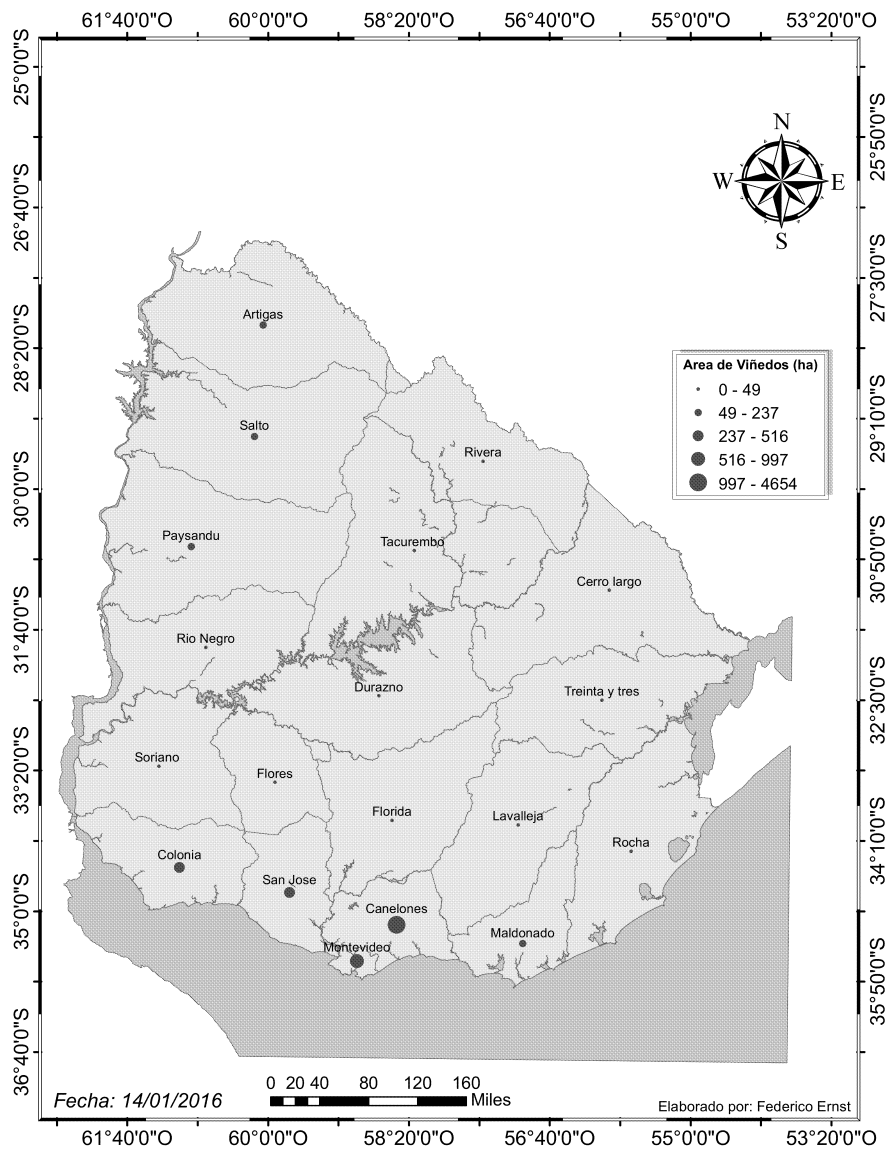 61°40'0"O 60°0'0"O 58°20'0"O 56°40'0"O 55°0'0"O 53°20'0"O
25°0'0"S
25°50'0"S
N
W E
S
26°40'0"S
27°30'0"S
Artigas
28°20'0"S
Area de Viñedos (ha)
0 - 49
49 - 237
237 - 516
516 - 997
997 - 4654
29°10'0"S
Salto
Rivera
30°0'0"S
Paysandu
Tacurembo
30°50'0"S
Cerro largo
31°40'0"S
Rio Negro
Durazno
Treinta y tres
32°30'0"S
Soriano
Flores
33°20'0"S
Florida
Lavalleja
34°10'0"S
Rocha
Colonia
San Jose
35°0'0"S
Canelones
Maldonado
Montevideo
35°50'0"S
36°40'0"S
0 20 40 80 120 160
Miles
Fecha: 14/01/2016
Elaborado por: Federico Ernst
61°40'0"O 60°0'0"O 58°20'0"O 56°40'0"O 55°0'0"O 53°20'0"O